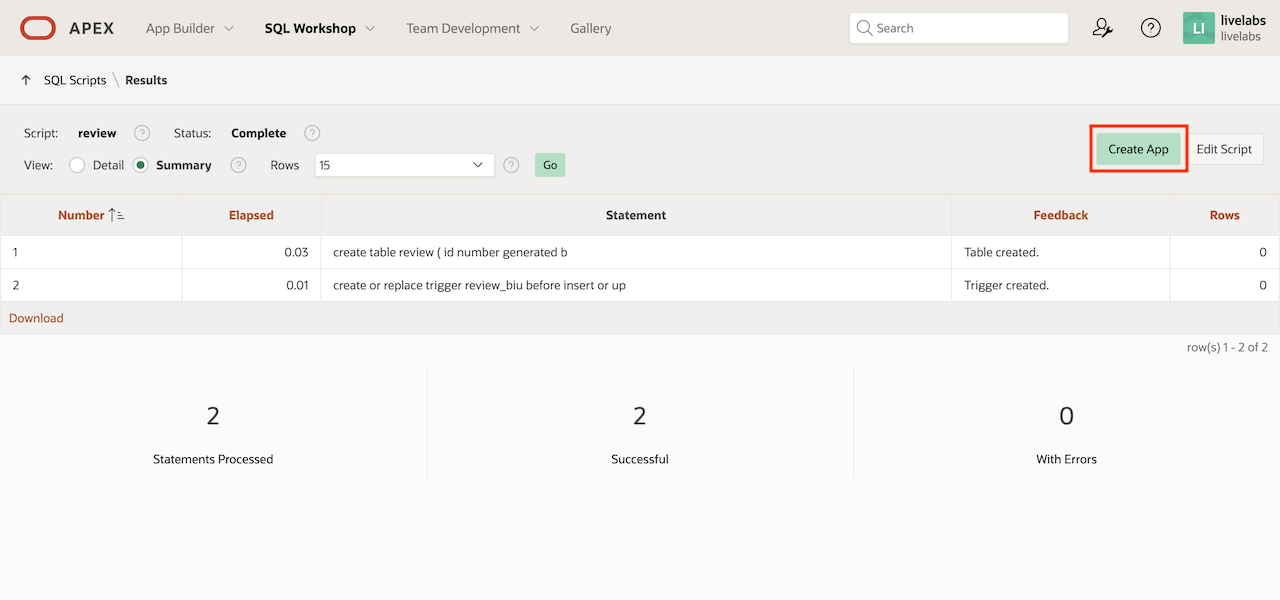 APEX App Builder SQL Workshop Team Development Gallery Search ? LI livelabs
livelabs
SQL Scripts \ Results
Script: review ? Status: Complete ?
View: Detail Summary ? Rows 15 ? Go Create App Edit Script
Number Elapsed Statement Feedback Rows
1 0.03 create table review ( id number generated b Table created. 0
2 0.01 create or replace trigger review_biu before insert or up Trigger created. 0
Download
row(s) 1 - 2 of 2
2 2 0
Statements Processed Successful With Errors